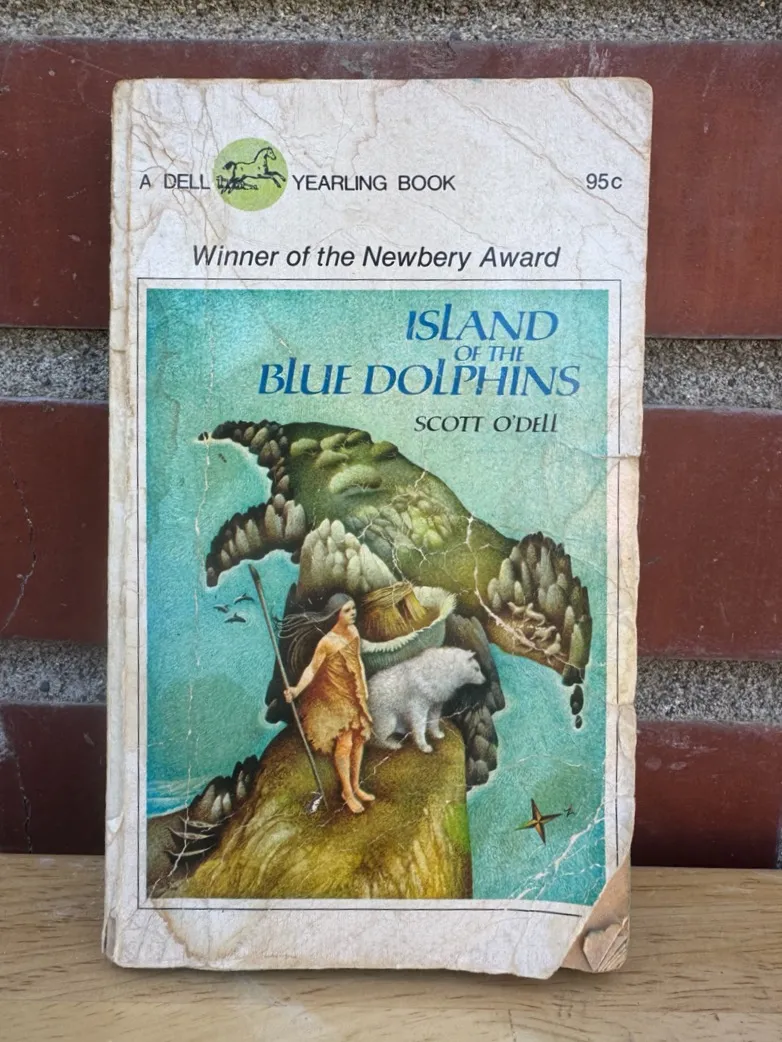 A DELL YEARLING BOOK 95c
Winner of the Newbery Award
ISLAND
OF THE
BLUE DOLPHINS
SCOTT O'DELL